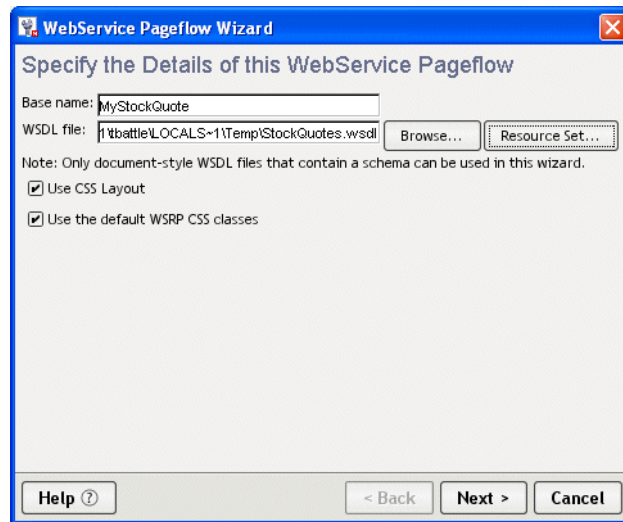 WebService Pageflow Wizard
Specify the Details of this WebService Pageflow
Base name: MyStockQuote
WSDL file: 1\tbattle\LOCALS~1\Temp\StockQuotes.wsdl Browse... Resource Set...
Note: Only document-style WSDL files that contain a schema can be used in this wizard.
Use CSS Layout
Use the default WSRP CSS classes
Help ? < Back Next > Cancel